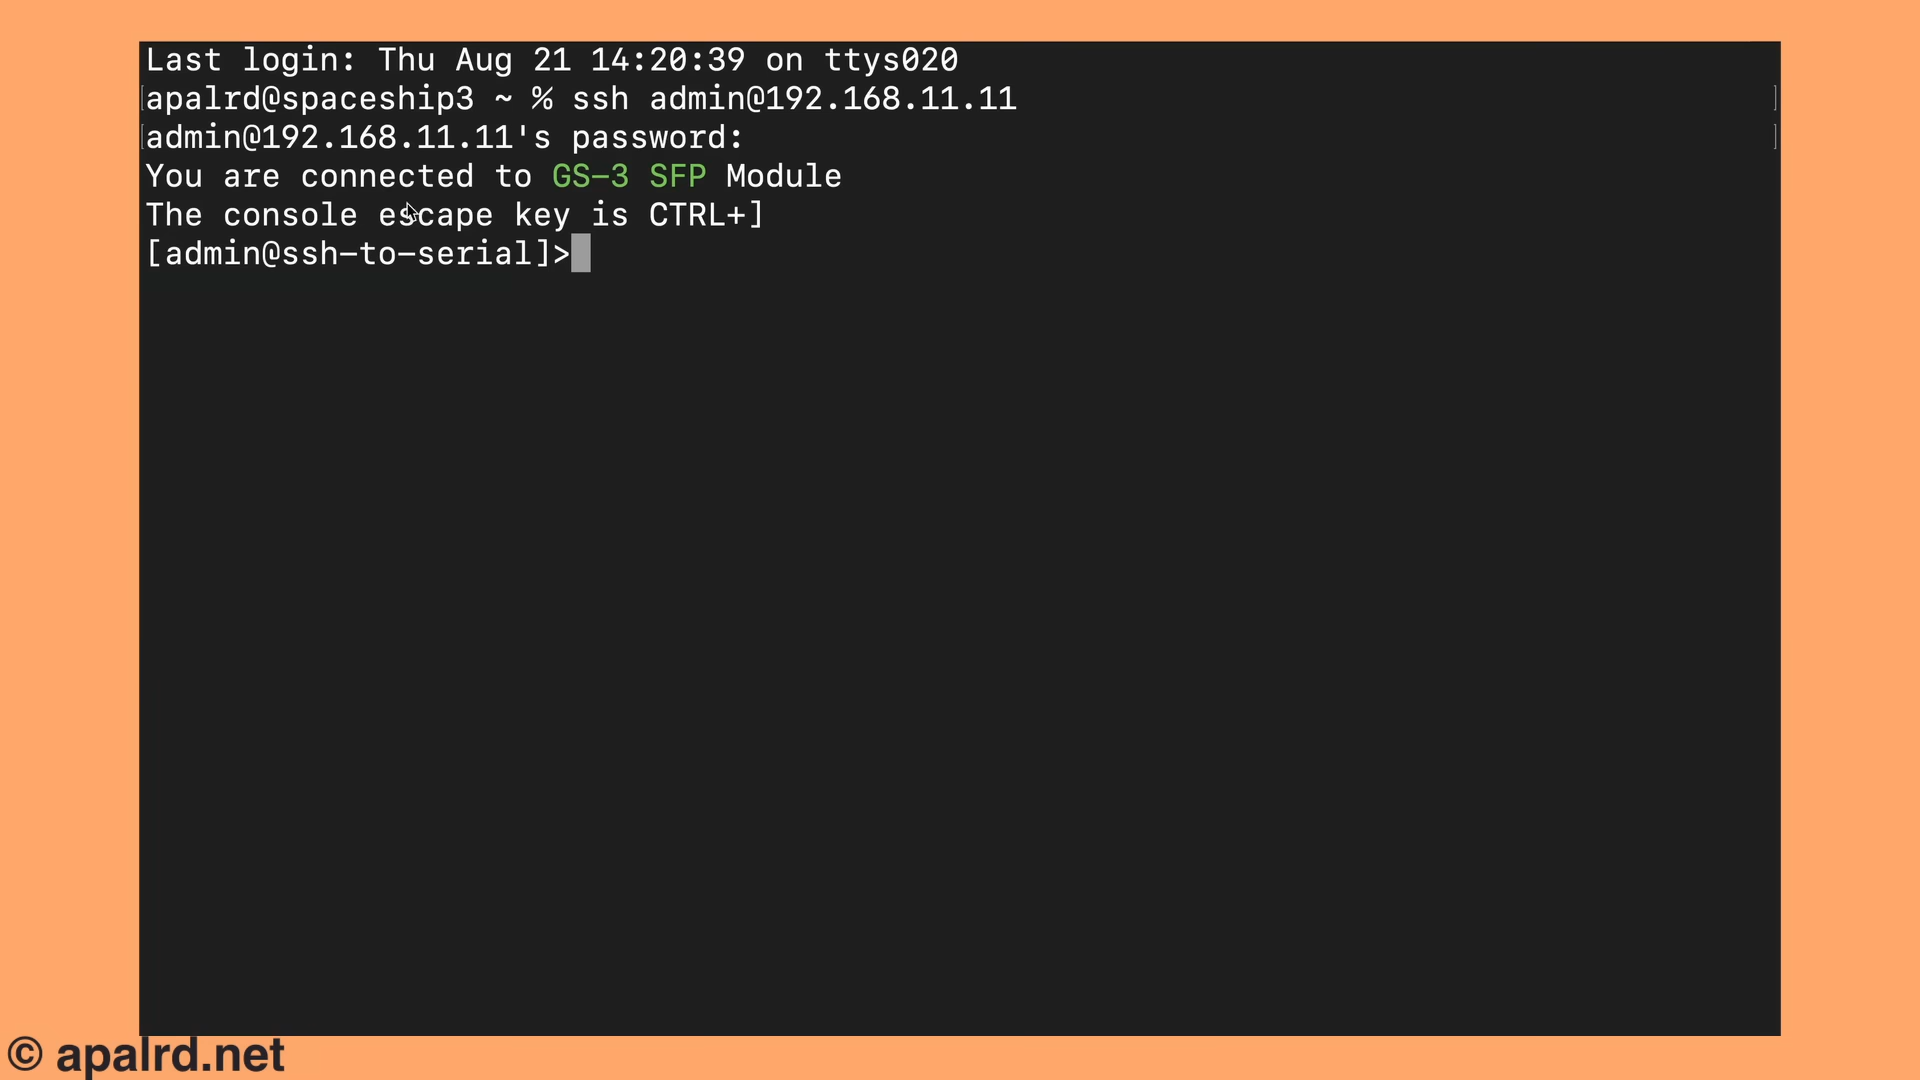 Last login: Thu Aug 21 14:20:39 on ttys020
[apalrd@spaceship3 ~ % ssh admin@192.168.11.11 ]
[admin@192.168.11.11's password: ]
You are connected to GS-3 SFP Module
The console escape key is CTRL+]
[admin@ssh-to-serial]>
© apalrd.net